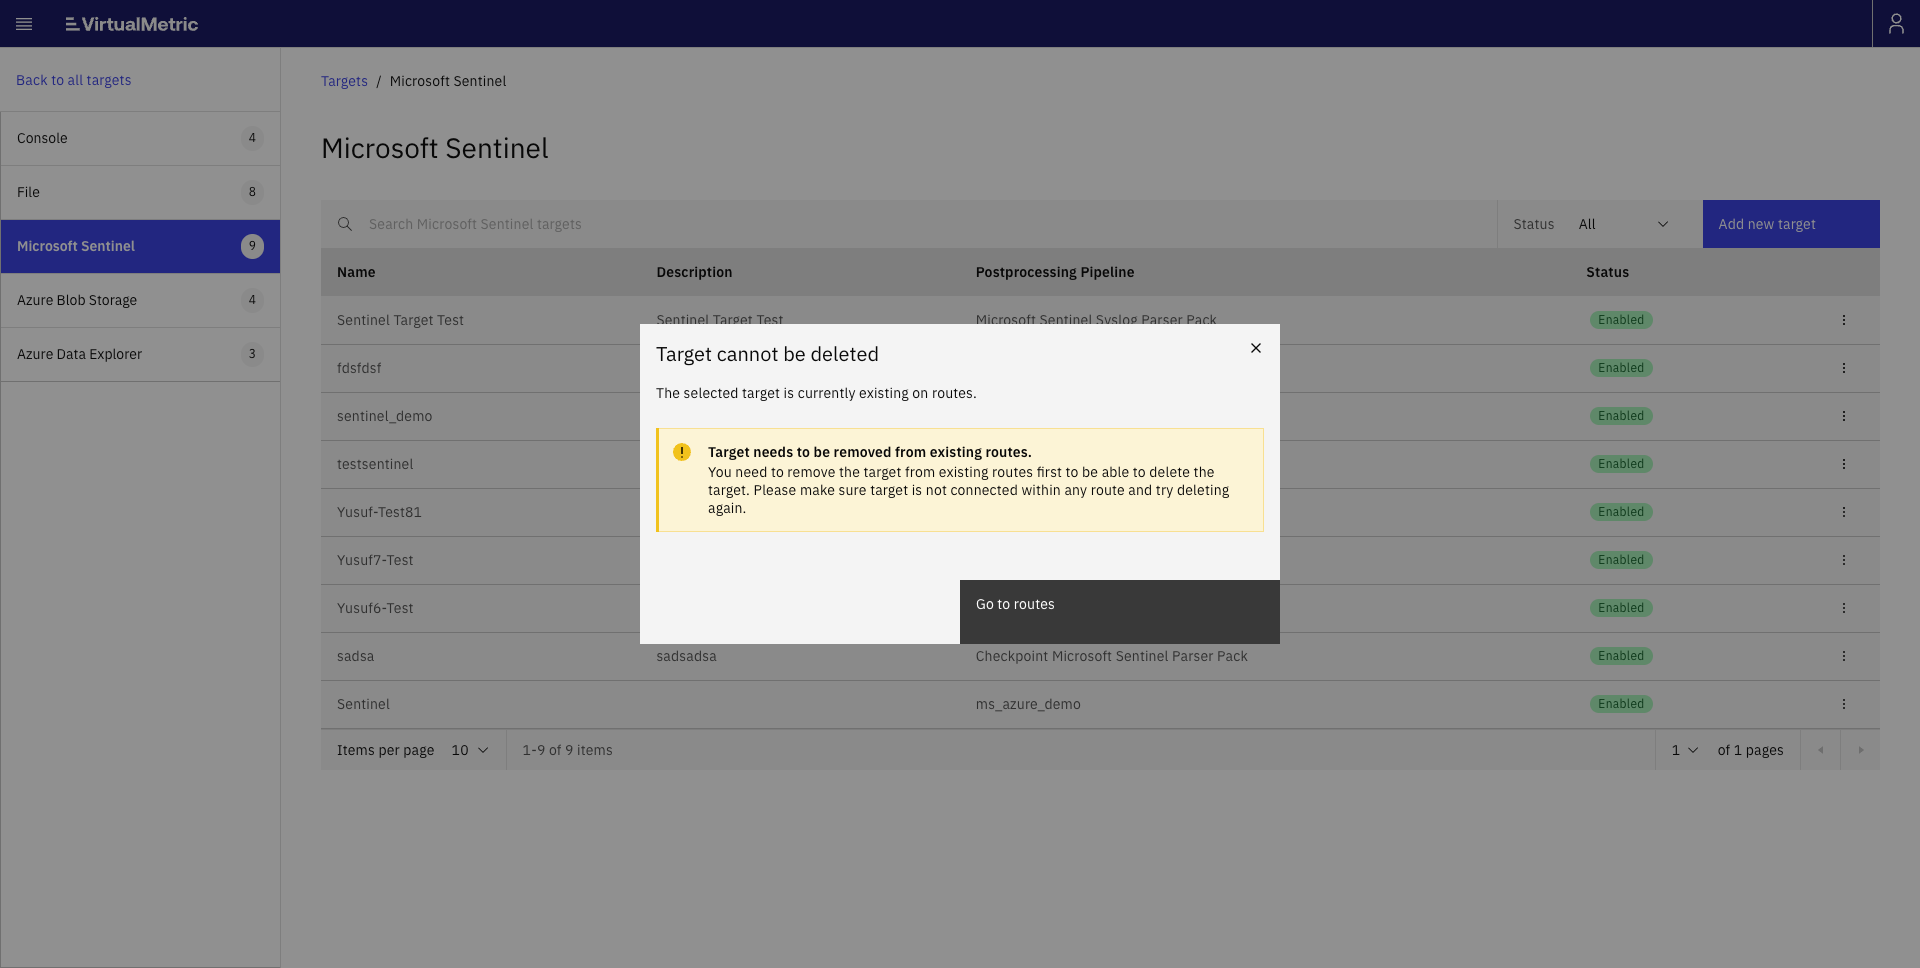 VirtualMetric
Back to all targets
Console 4
File 8
Microsoft Sentinel 9
Azure Blob Storage 4
Azure Data Explorer 3
Targets / Microsoft Sentinel
Microsoft Sentinel
Search Microsoft Sentinel targets Status All Add new target
Name Description Postprocessing Pipeline Status
Sentinel Target Test Sentinel Target Test Microsoft Sentinel Syslog Parser Pack Enabled
fdsfdsf Enabled
sentinel_demo Enabled
testsentinel Enabled
Yusuf-Test81 Enabled
Yusuf7-Test Enabled
Yusuf6-Test Enabled
sadsa sadsadsa Checkpoint Microsoft Sentinel Parser Pack Enabled
Sentinel ms_azure_demo Enabled
Items per page 10 1-9 of 9 items 1 of 1 pages
Target cannot be deleted
The selected target is currently existing on routes.
Target needs to be removed from existing routes.
You need to remove the target from existing routes first to be able to delete the
target. Please make sure target is not connected within any route and try deleting
again.
Go to routes